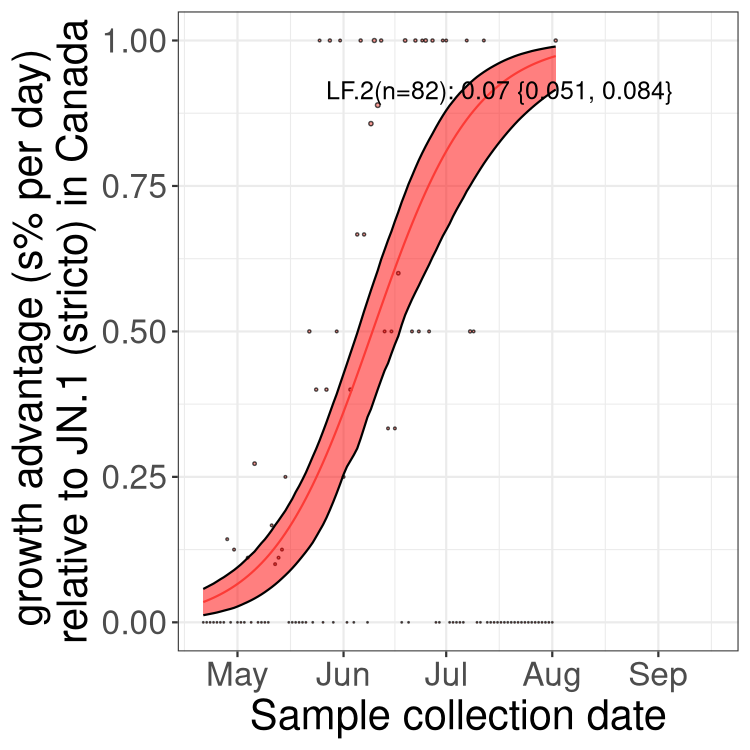 growth advantage (s% per day)
relative to JN.1 (stricto) in Canada
1.00
0.75
0.50
0.25
0.00
LF.2(n=82): 0.07 {0.051, 0.084}
May Jun Jul Aug Sep
Sample collection date